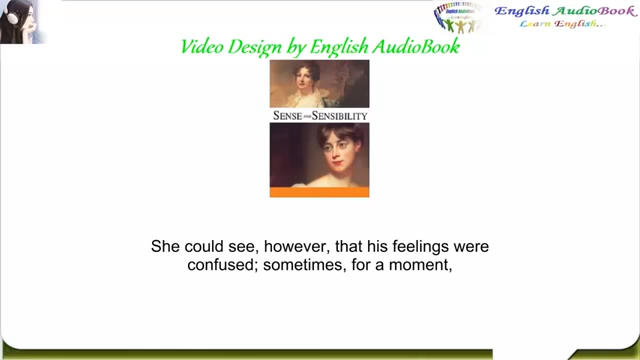 English AudioBook
Learn English...
Video Design by English AudioBook
SENSE AND SENSIBILITY
She could see, however, that his feelings were
confused; sometimes, for a moment,